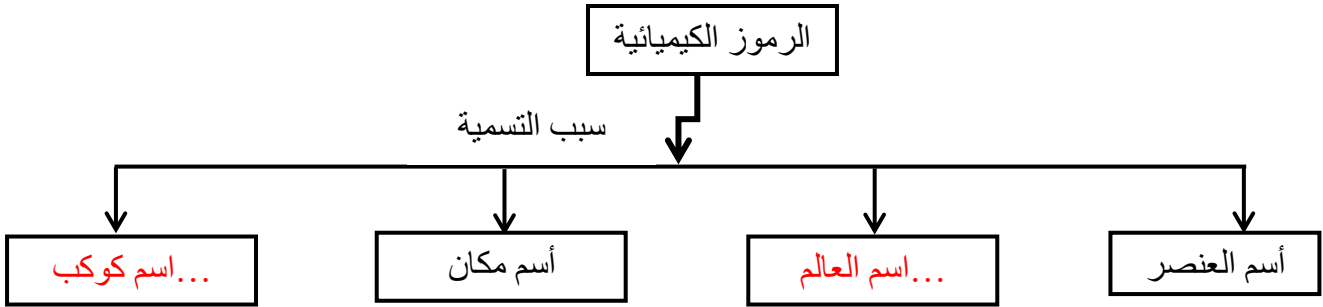 الرموز الكيميائية
سبب التسمية
أسم العنصر
...اسم العالم
أسم مكان
...اسم كوكب